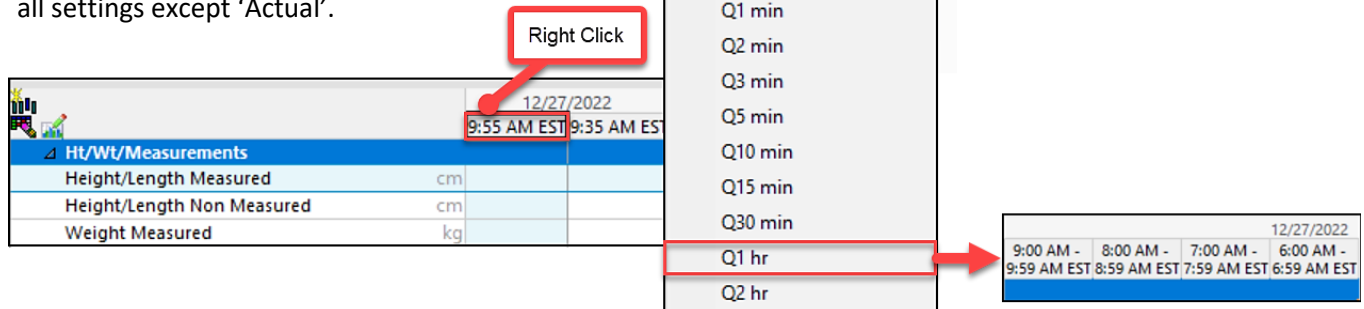 all settings except 'Actual'.
Right Click
12/27/2022
9:55 AM EST 9:35 AM EST
Ht/Wt/Measurements
Height/Length Measured cm
Height/Length Non Measured cm
Weight Measured kg
Q1 min
Q2 min
Q3 min
Q5 min
Q10 min
Q15 min
Q30 min
Q1 hr
Q2 hr
12/27/2022
9:00 AM - 8:00 AM - 7:00 AM - 6:00 AM -
9:59 AM EST 8:59 AM EST 7:59 AM EST 6:59 AM EST